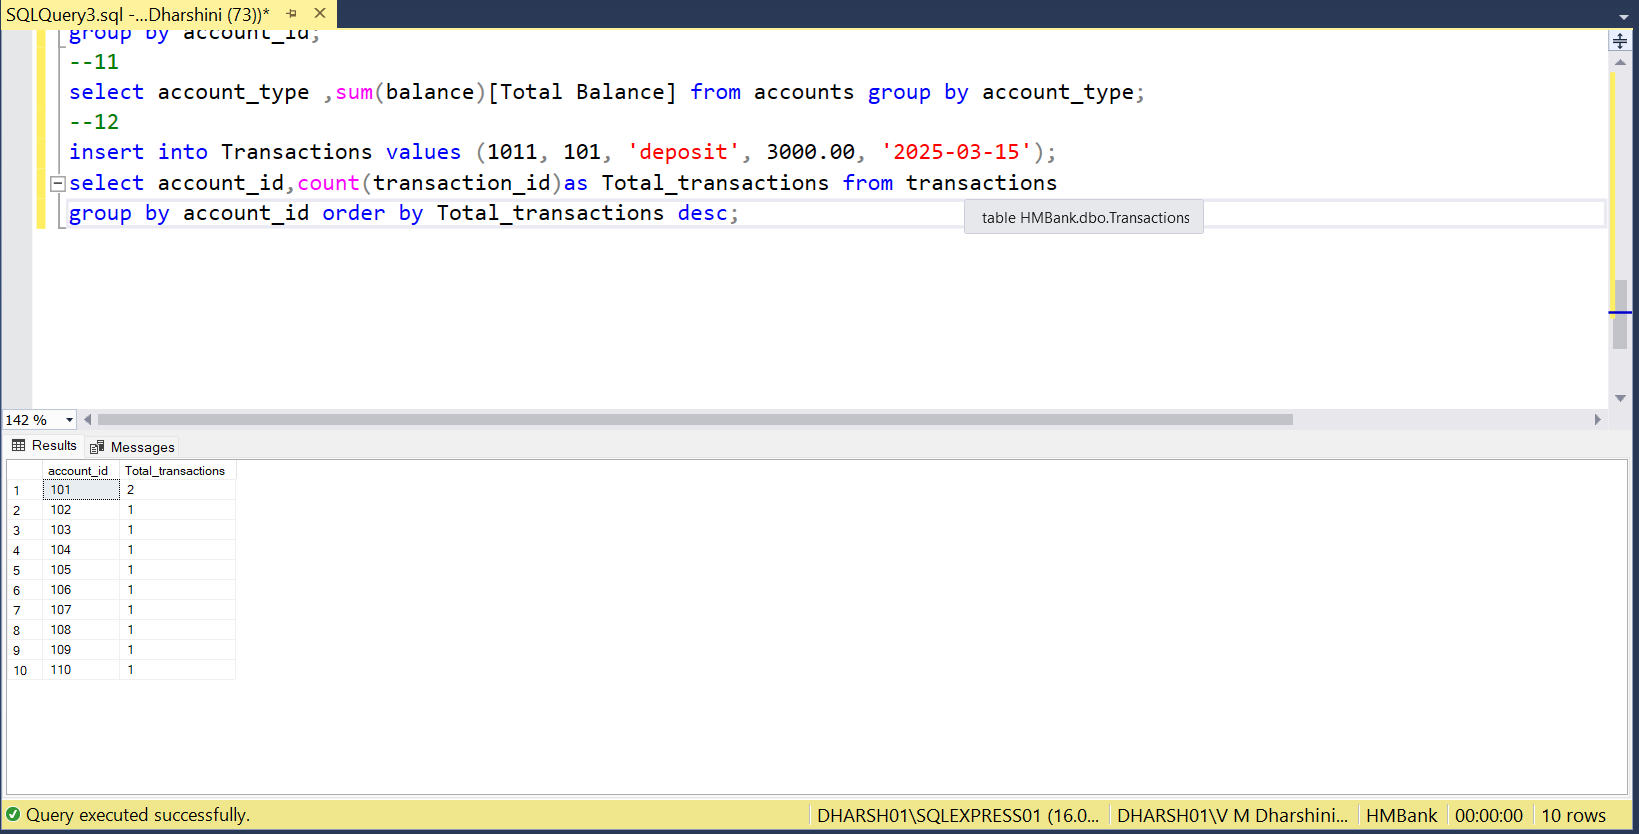 SQLQuery3.sql -...Dharshini (73))*
group by account_id;
--11
select account_type ,sum(balance)[Total Balance] from accounts group by account_type;
--12
insert into Transactions values (1011, 101, 'deposit', 3000.00, '2025-03-15');
select account_id,count(transaction_id)as Total_transactions from transactions
group by account_id order by Total_transactions desc;
table HMBank.dbo.Transactions
142 %
Results Messages
account_id Total_transactions
1 101 2
2 102 1
3 103 1
4 104 1
5 105 1
6 106 1
7 107 1
8 108 1
9 109 1
10 110 1
Query executed successfully. DHARSH01\SQLEXPRESS01 (16.0... DHARSH01\V M Dharshini... HMBank 00:00:00 10 rows